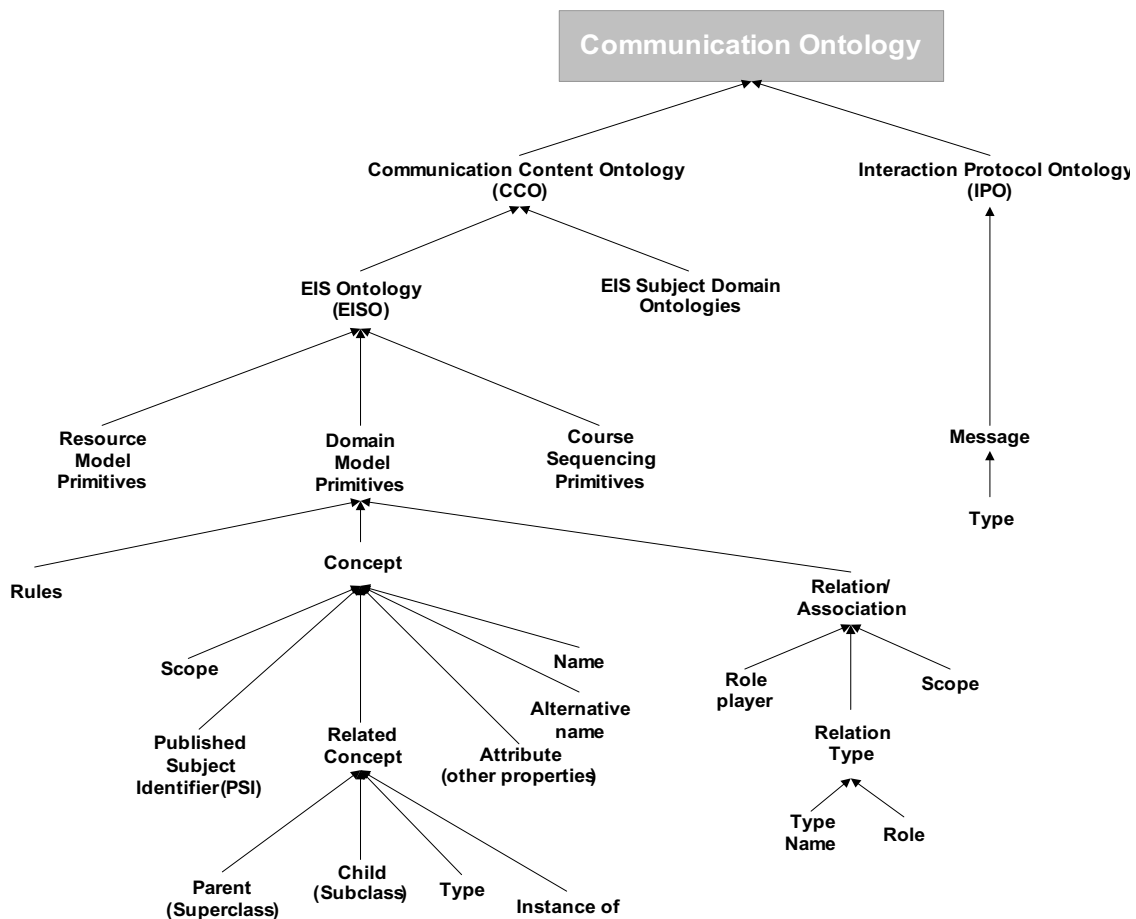 Communication Ontology
Communication Content Ontology
(CCO)
Interaction Protocol Ontology
(IPO)
EIS Ontology
(EISO)
EIS Subject Domain
Ontologies
Resource
Model
Primitives
Domain
Model
Primitives
Course
Sequencing
Primitives
Message
Type
Rules
Concept
Relation/
Association
Scope
Name
Role
player
Scope
Published
Subject
Identifier(PSI)
Related
Concept
Attribute
(other properties)
Alternative
name
Relation
Type
Type
Name
Role
Parent
(Superclass)
Child
(Subclass)
Type
Instance of